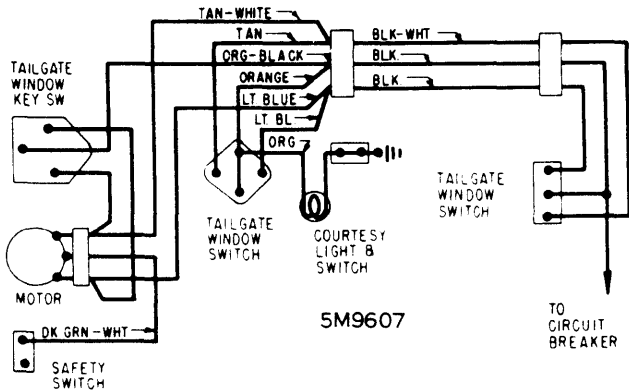 TAN-WHITE
TAN
ORG-BLACK
ORANGE
LT. BLUE
LT BL.
ORG
BLK-WHT
BLK.
BLK
TAILGATE
WINDOW
KEY SW
TAILGATE
WINDOW
SWITCH
COURTESY
LIGHT &
SWITCH
TAILGATE
WINDOW
SWITCH
MOTOR
DK GRN-WHT
SAFETY
SWITCH
5M9607
TO
CIRCUIT
BREAKER